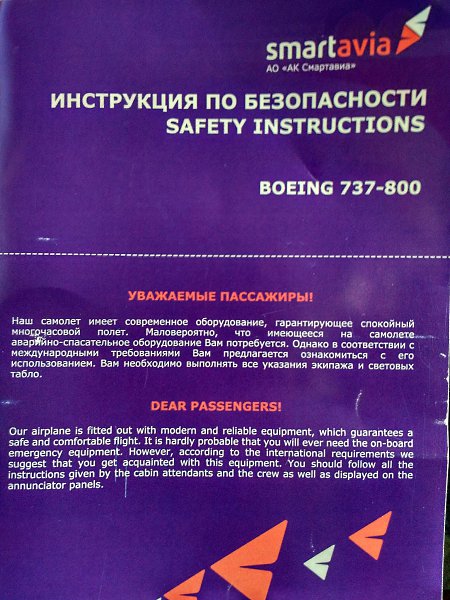 smartavia
АО «АК Смартавиа»
ИНСТРУКЦИЯ ПО БЕЗОПАСНОСТИ
SAFETY INSTRUCTIONS
BOEING 737-800
УВАЖАЕМЫЕ ПАССАЖИРЫ!
Наш самолет имеет современное оборудование, гарантирующее спокойный
многочасовой полет. Маловероятно, что имеющееся на самолете
аварийно-спасательное оборудование Вам потребуется. Однако в соответствии с
международными требованиями Вам предлагается ознакомиться с его
использованием. Вам необходимо выполнять все указания экипажа и световых
табло.
DEAR PASSENGERS!
Our airplane is fitted out with modern and reliable equipment, which guarantees a
safe and comfortable flight. It is hardly probable that you will ever need the on-board
emergency equipment. However, according to the international requirements we
suggest that you get acquainted with this equipment. You should follow all the
instructions given by the cabin attendants and the crew as well as displayed on the
annunciator panels.